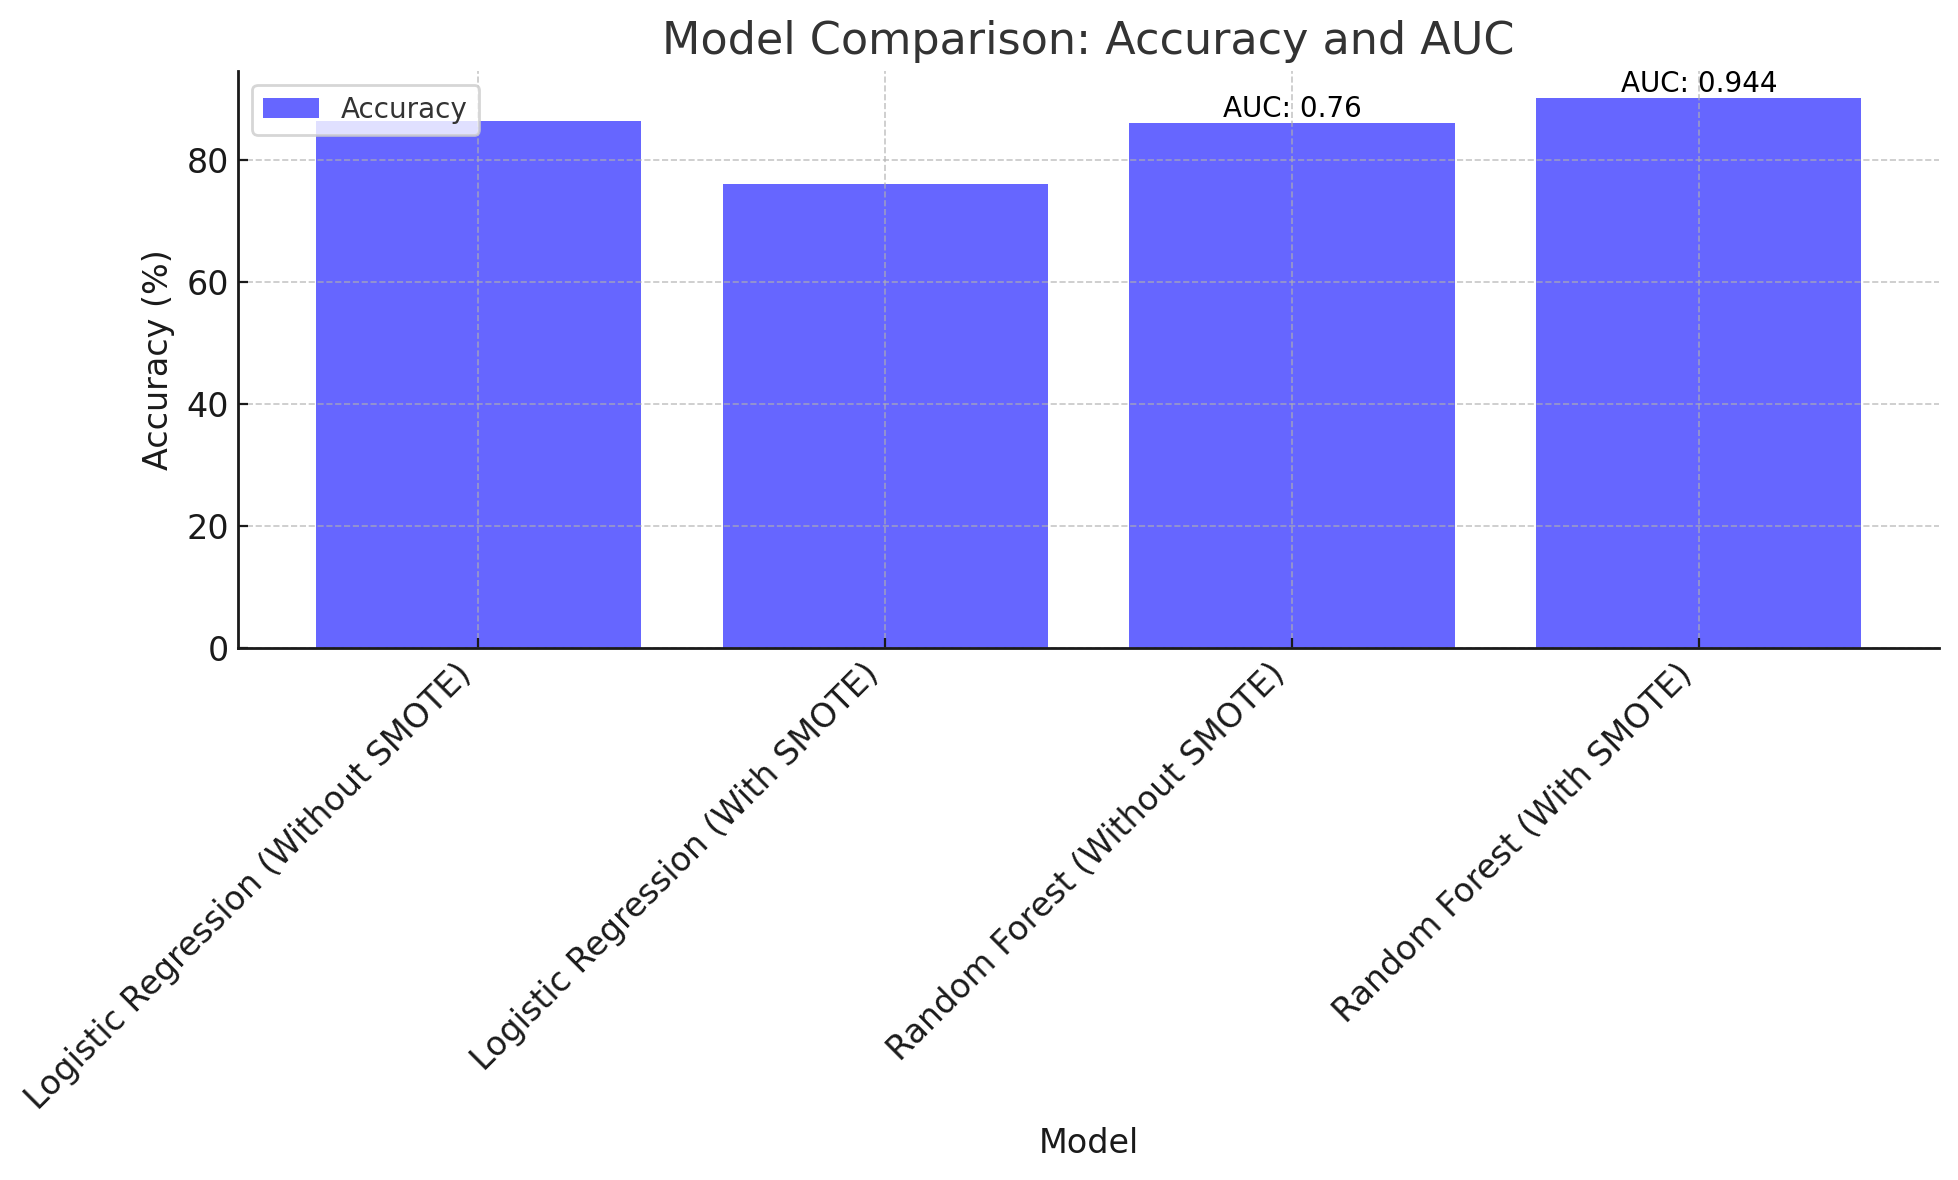 Model Comparison: Accuracy and AUC
Accuracy
AUC: 0.76
AUC: 0.944
Accuracy (%)
80
60
40
20
0
Logistic Regression (Without SMOTE)
Logistic Regression (With SMOTE)
Random Forest (Without SMOTE)
Random Forest (With SMOTE)
Model